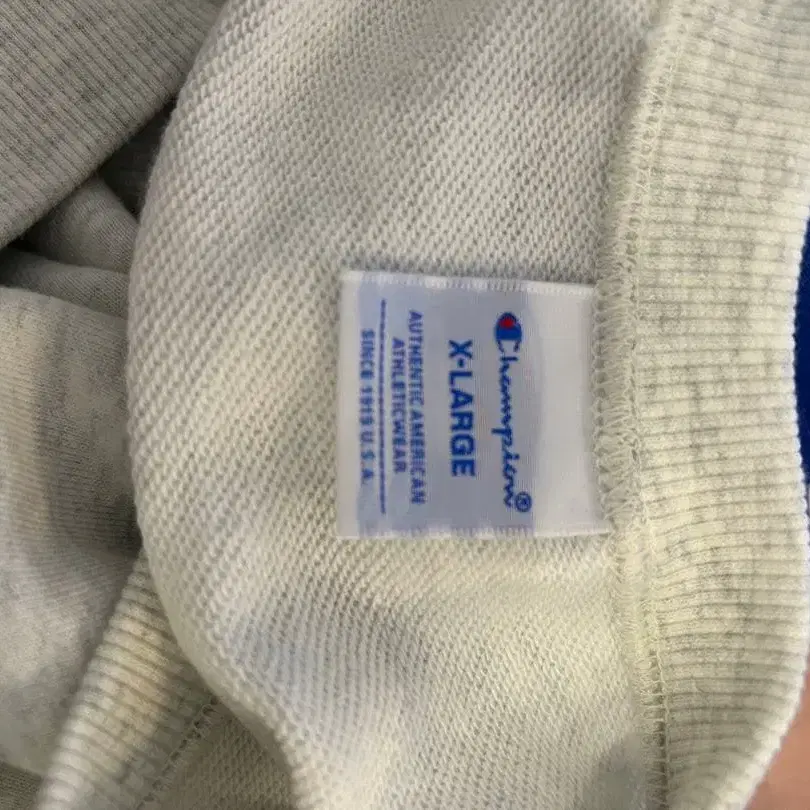 Champion®
X-LARGE
AUTHENTIC AMERICAN
ATHLETICWEAR
SINCE 1919 U.S.A.